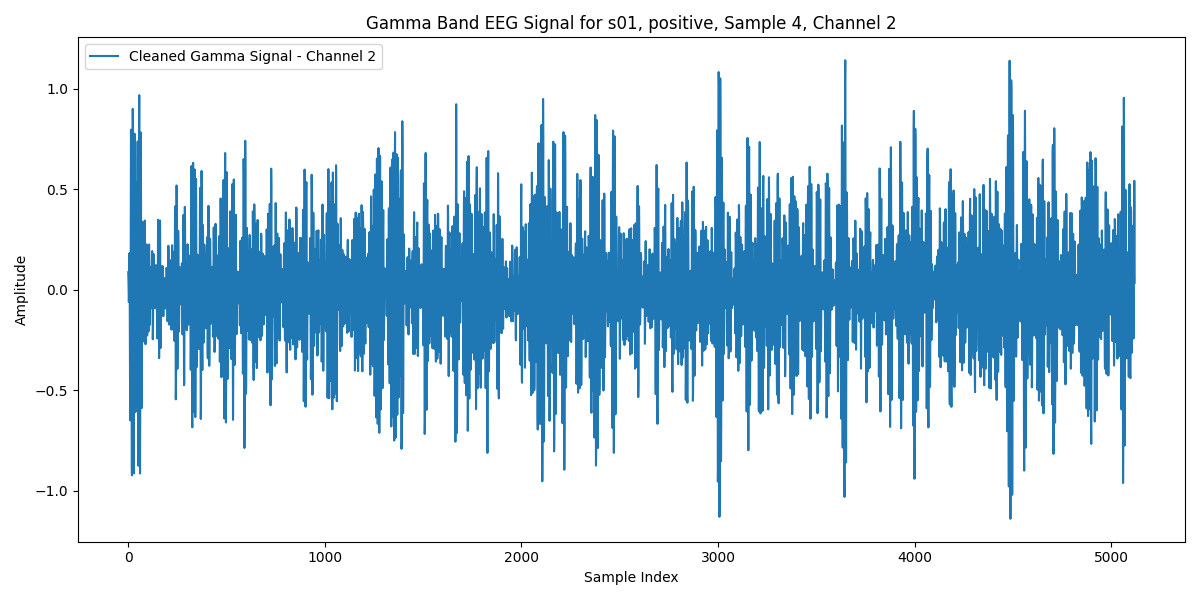 Gamma Band EEG Signal for s01, positive, Sample 4, Channel 2
Cleaned Gamma Signal - Channel 2
1.0
0.5
0.0
−0.5
−1.0
Amplitude
0 1000 2000 3000 4000 5000
Sample Index